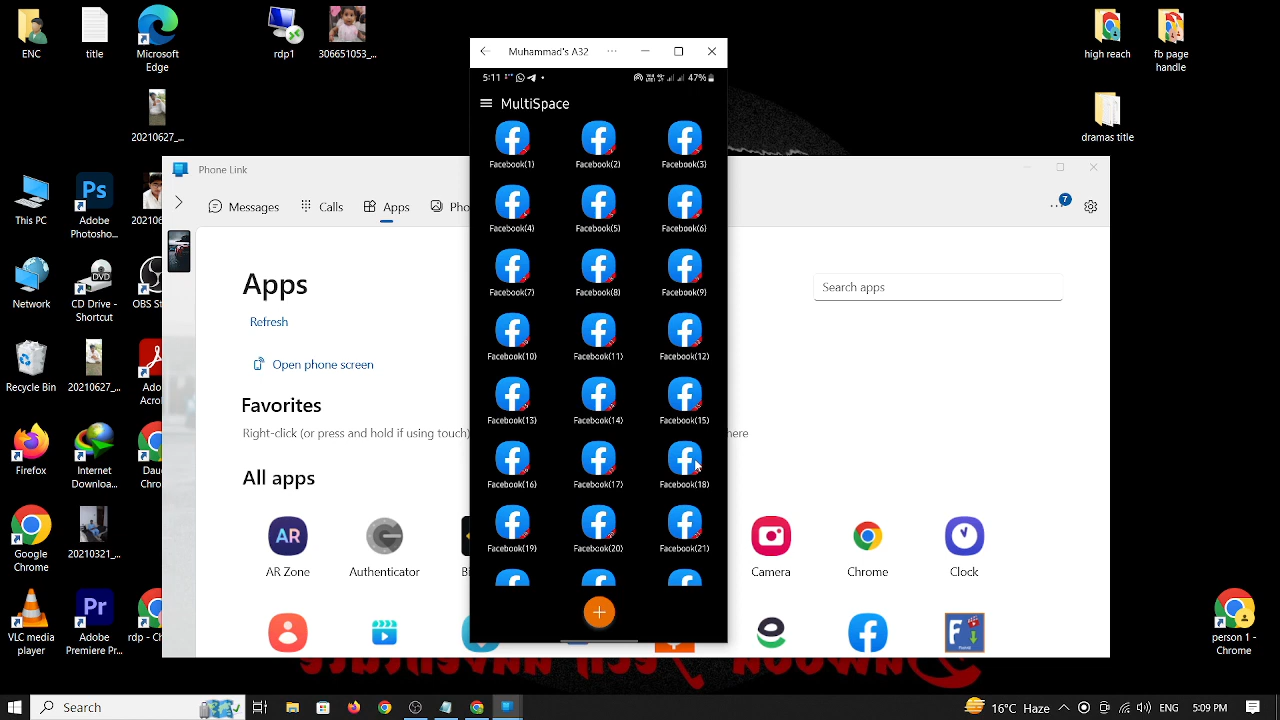 ENC
title
Microsoft
Edge
rdp1
306651053_...
high reach
fb page
handle
20210627_...
dramas title
Muhammad's A32
5:11
47%
MultiSpace
Facebook(1)
Facebook(2)
Facebook(3)
Facebook(4)
Facebook(5)
Facebook(6)
Facebook(7)
Facebook(8)
Facebook(9)
Facebook(10)
Facebook(11)
Facebook(12)
Facebook(13)
Facebook(14)
Facebook(15)
Facebook(16)
Facebook(17)
Facebook(18)
Facebook(19)
Facebook(20)
Facebook(21)
Phone Link
Messages
Calls
Apps
Pho
7
Apps
Search apps
Refresh
Open phone screen
Favorites
Right-click (or press and hold if using touch)
here
All apps
AR
AR Zone
Authenticator
Camera
Chrome
Clock
This PC
Ps
Adobe
Photosho...
Network
DVD
CD Drive -
Shortcut
OBS St
Recycle Bin
20210627_...
Firefox
Internet
Downloa...
Google
Chrome
20210321_...
VLC media
player
Pr
Adobe
Premiere Pr...
person 1 -
Chrome
Search
16°C Haze
ENG
5:09 PM